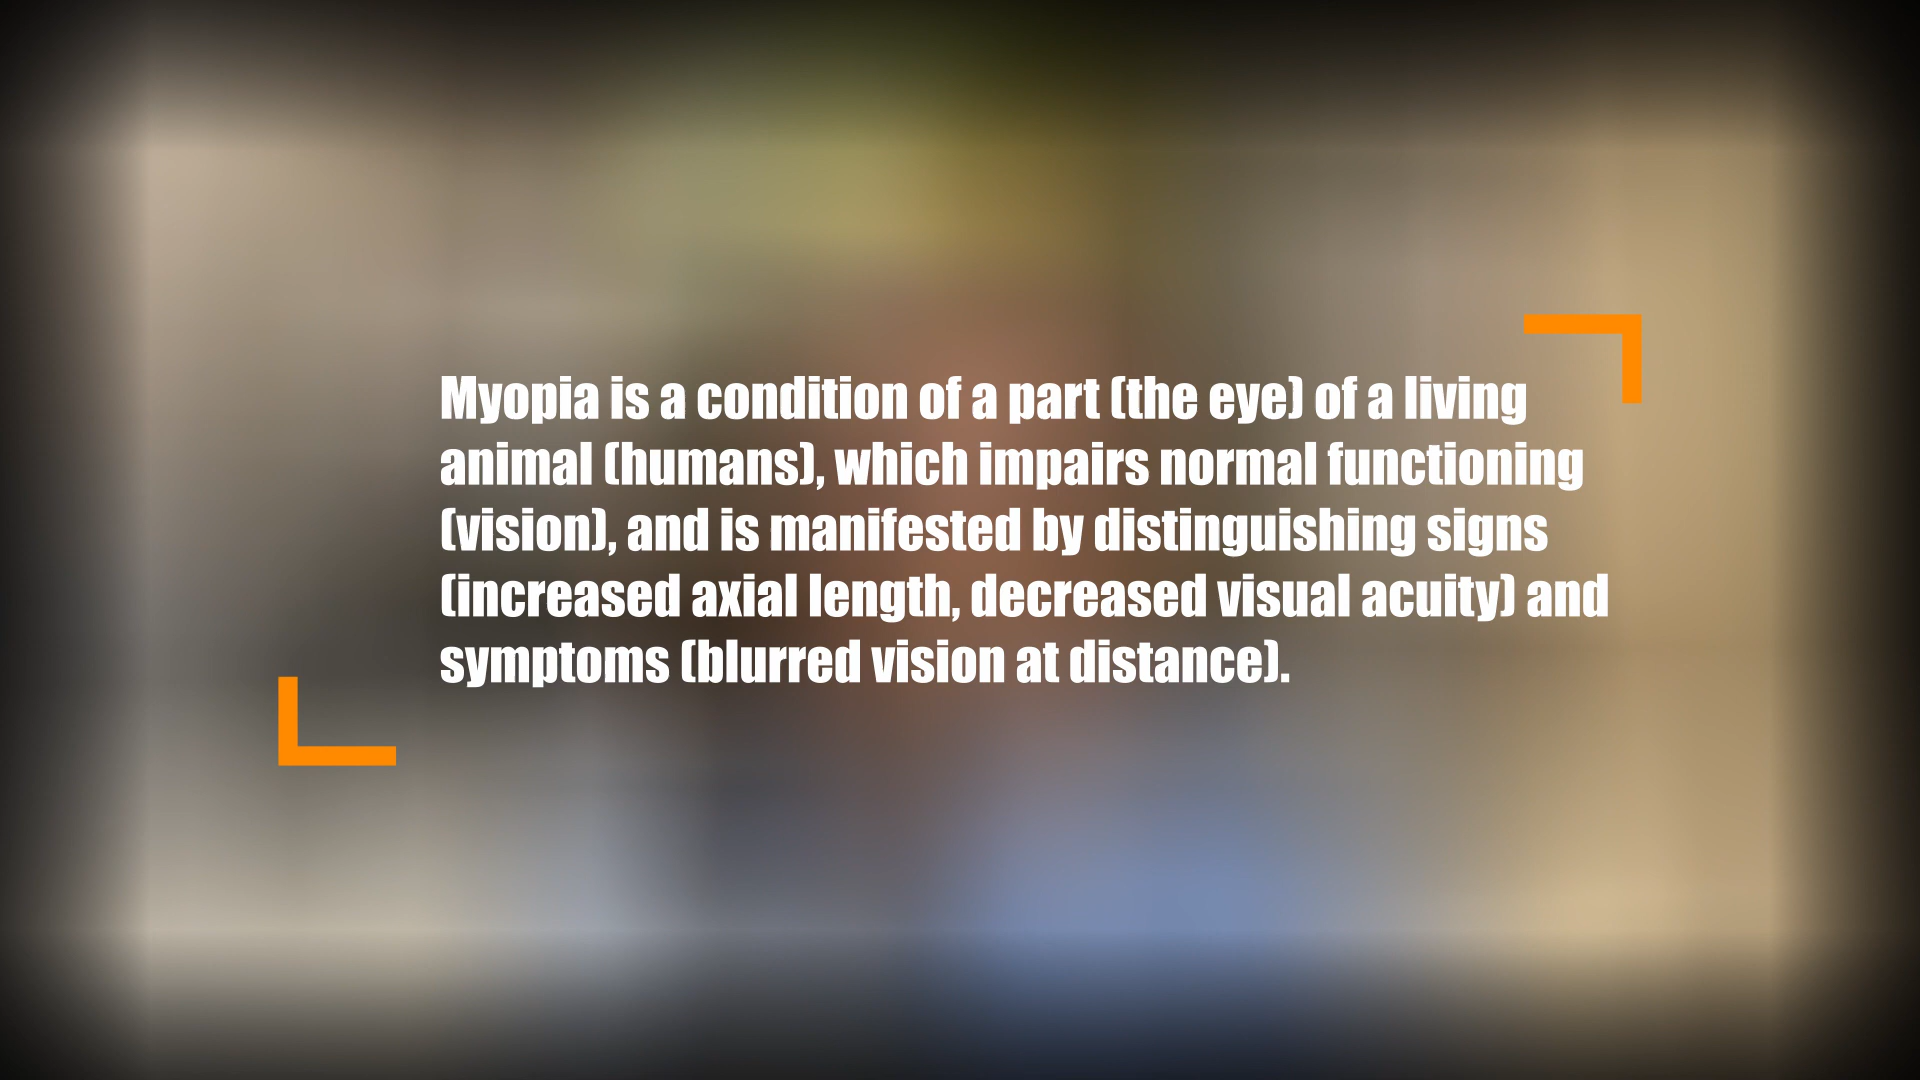 Myopia is a condition of a part (the eye) of a living
animal (humans), which impairs normal functioning
(vision), and is manifested by distinguishing signs
(increased axial length, decreased visual acuity) and
symptoms (blurred vision at distance).